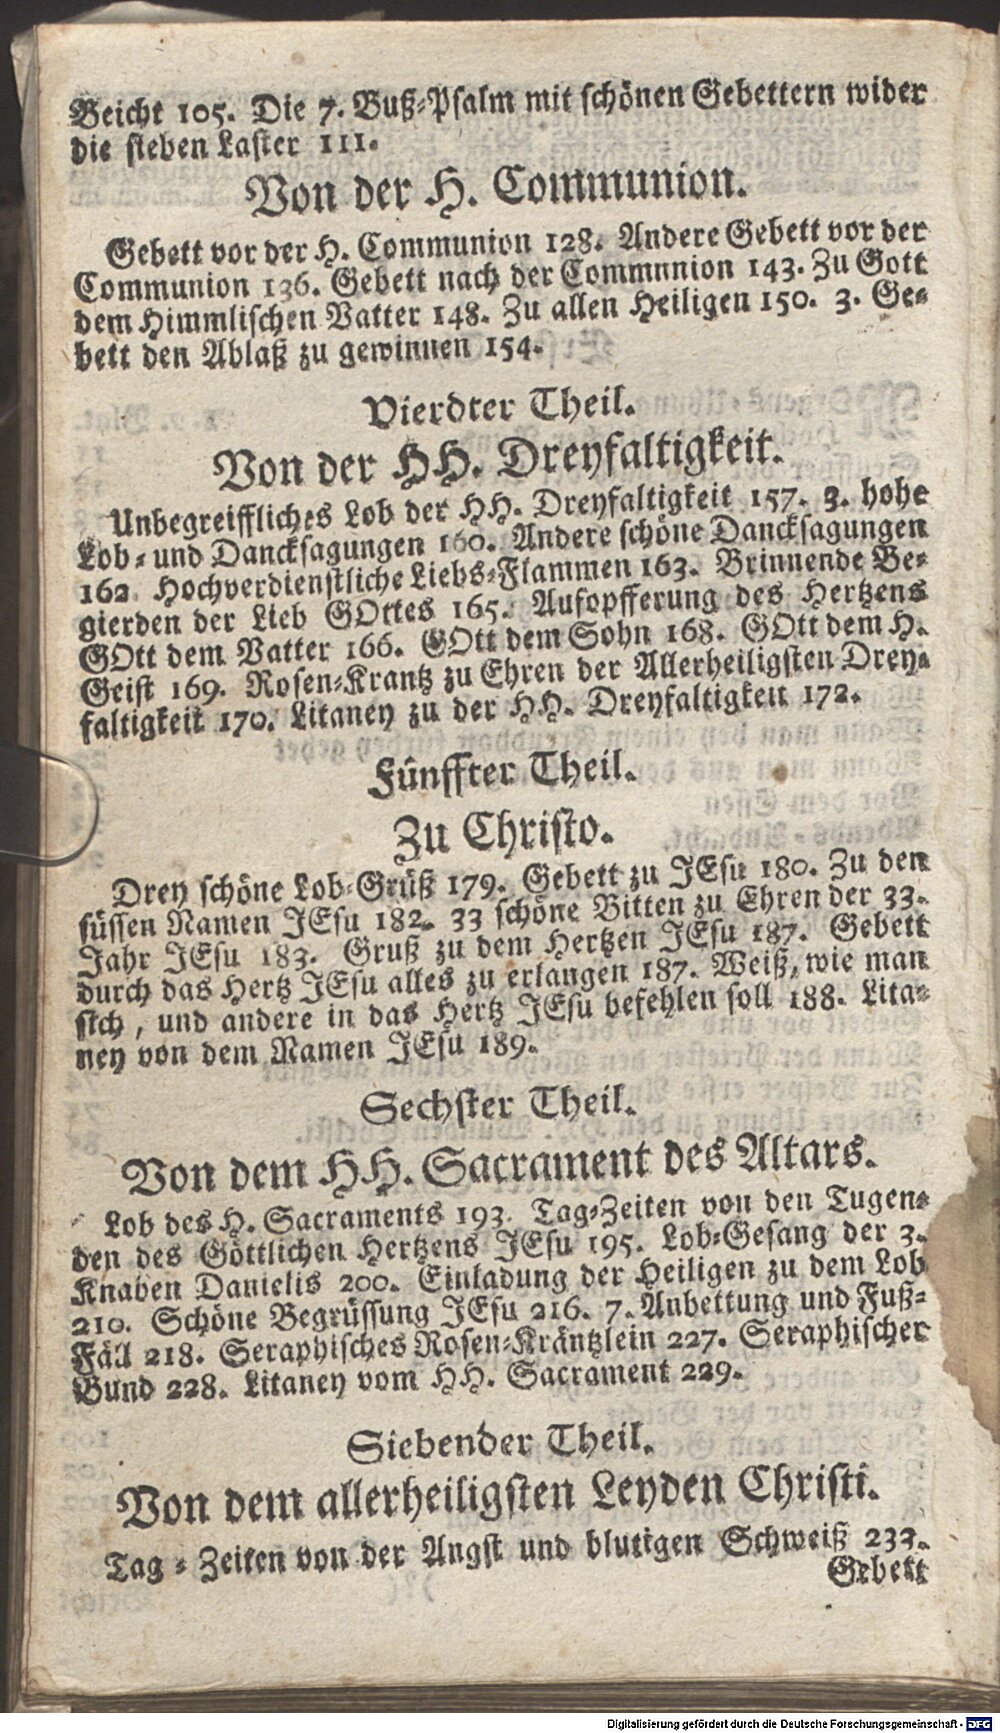 Beicht 105. Die 7. Buß-Psalm mit schönen Gebettern wider
die sieben Laster 111.
Von der H. Communion.
Gebett vor der H. Communion 128. Andere Gebett vor der
Communion 136. Gebett nach der Communion 143. Zu Gott
dem Himmlischen Vatter 148. Zu allen Heiligen 150. 3. Ge-
bett den Ablaß zu gewinnen 154.
Vierdter Theil.
Von der HH. Dreyfaltigkeit.
Unbegreiffliches Lob der HH. Dreyfaltigkeit 157. 3. hohe
Lob- und Dancksagungen 160. Andere schöne Dancksagungen
162. Hochverdienstliche Liebs-Flammen 163. Brinnende Be-
gierden der Lieb GOttes 165. Aufopfferung des Hertzens
GOtt dem Vatter 166. GOtt dem Sohn 168. GOtt dem H.
Geist 169. Rosen-Krantz zu Ehren der Allerheiligsten Drey-
faltigkeit 170. Litaney zu der HH. Dreyfaltigkeit 172.
Fünffter Theil.
Zu Christo.
Drey schöne Lob-Grüß 179. Gebett zu JEsu 180. Zu den
süssen Namen JEsu 182. 33 schöne Bitten zu Ehren der 33.
Jahr JEsu 183. Gruß zu dem Hertzen JEsu 187. Gebett
durch das Hertz JEsu alles zu erlangen 187. Weiß, wie man
sich, und andere in das Hertz JEsu befehlen soll 188. Lita-
ney von dem Namen JEsu 189.
Sechster Theil.
Von dem HH. Sacrament des Altars.
Lob des H. Sacraments 193. Tag-Zeiten von den Tugen-
den des Göttlichen Hertzens JEsu 195. Lob-Gesang der 3.
Knaben Danielis 200. Einladung der Heiligen zu dem Lob
210. Schöne Begrüssung JEsu 216. 7. Anbettung und Fuß-
Fäll 218. Seraphisches Rosen-Kräntzlein 227. Seraphischer
Bund 228. Litaney vom HH. Sacrament 229.
Siebender Theil.
Von dem allerheiligsten Leyden Christi.
Tag-Zeiten von der Angst und blutigen Schweiß 232.
Gebett
Digitalisierung gefördert durch die Deutsche Forschungsgemeinschaft - DFG